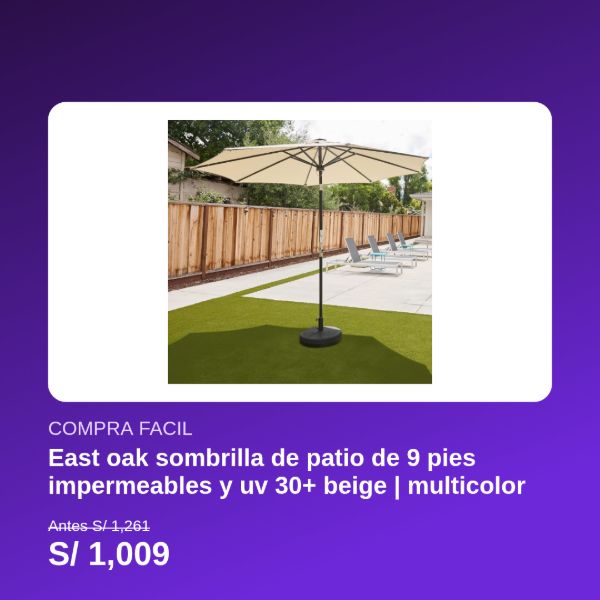 COMPRA FACIL
East oak sombrilla de patio de 9 pies
impermeables y uv 30+ beige | multicolor
Antes S/ 1,261
S/ 1,009